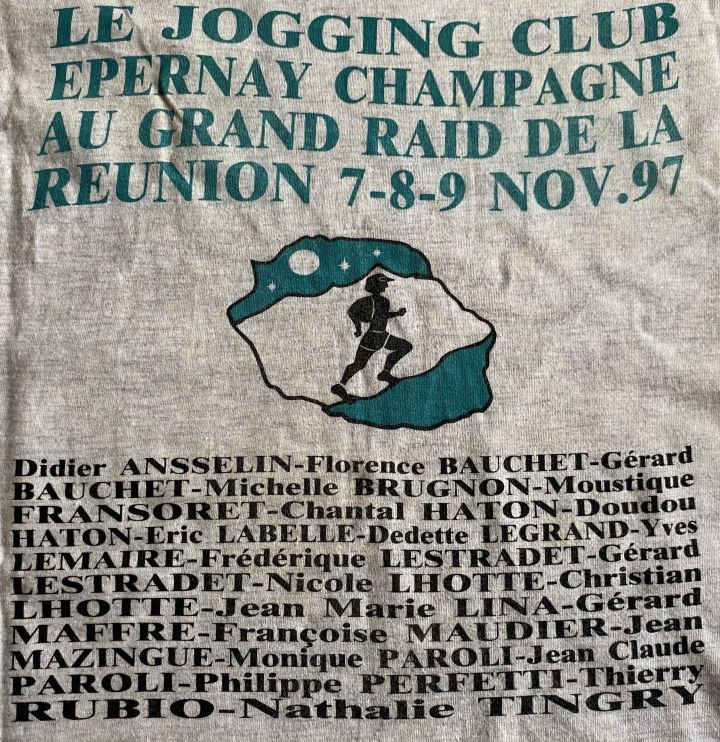 LE JOGGING CLUB
EPERNAY CHAMPAGNE
AU GRAND RAID DE LA
REUNION 7-8-9 NOV.97
Didier ANSSELIN-Florence BAUCHET-Gérard
BAUCHET-Michelle BRUGNON-Moustique
FRANSORET-Chantal HATON-Doudou
HATON-Eric LABELLE-Dedette LEGRAND-Yves
LEMAIRE-Frédérique LESTRADET-Gérard
LESTRADET-Nicole LHOTTE-Christian
LHOTTE-Jean Marie LINA-Gérard
MAFFRE-Françoise MAUDIER-Jean
MAZINGUE-Monique PAROLI-Jean Claude
PAROLI-Philippe PERFETTI-Thierry
RUBIO-Nathalie TINGRY